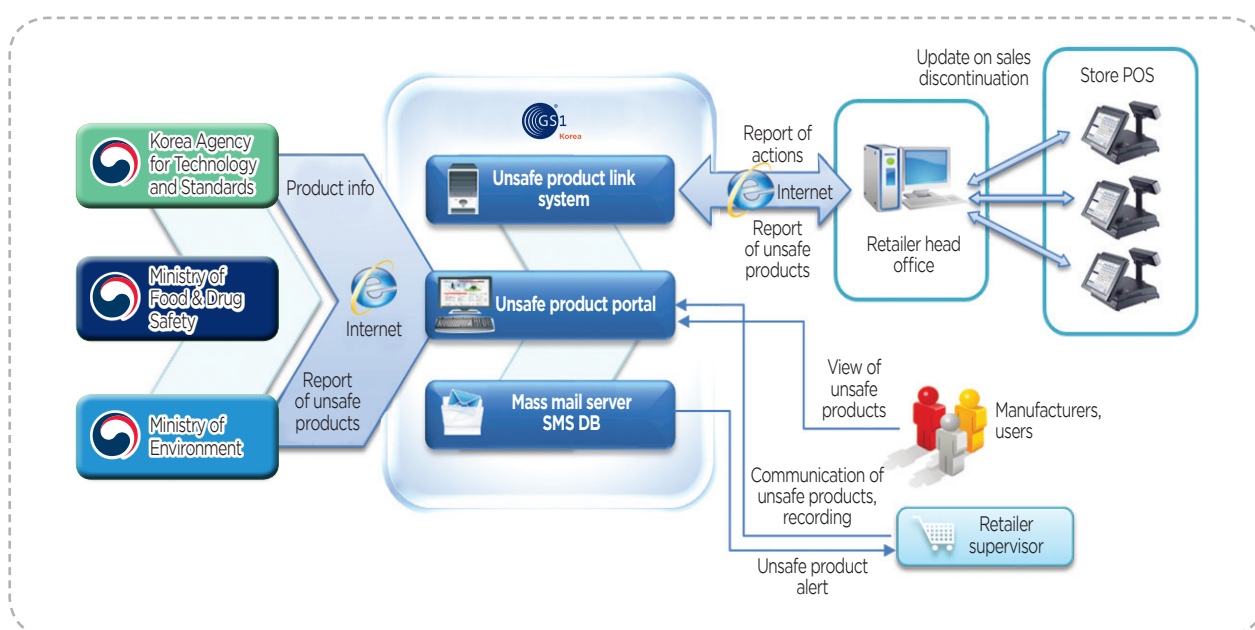 Korea Agency
for Technology
and Standards
Ministry of
Food & Drug
Safety
Ministry of
Environment
Product info
Internet
Report
of unsafe
products
GS1
Korea
Unsafe product link
system
Unsafe product portal
Mass mail server
SMS DB
Report of
actions
Internet
Report
of unsafe
products
Retailer head
office
Update on sales
discontinuation
Store POS
View of
unsafe
products
Manufacturers,
users
Communication of
unsafe products,
recording
Retailer
supervisor
Unsafe product
alert